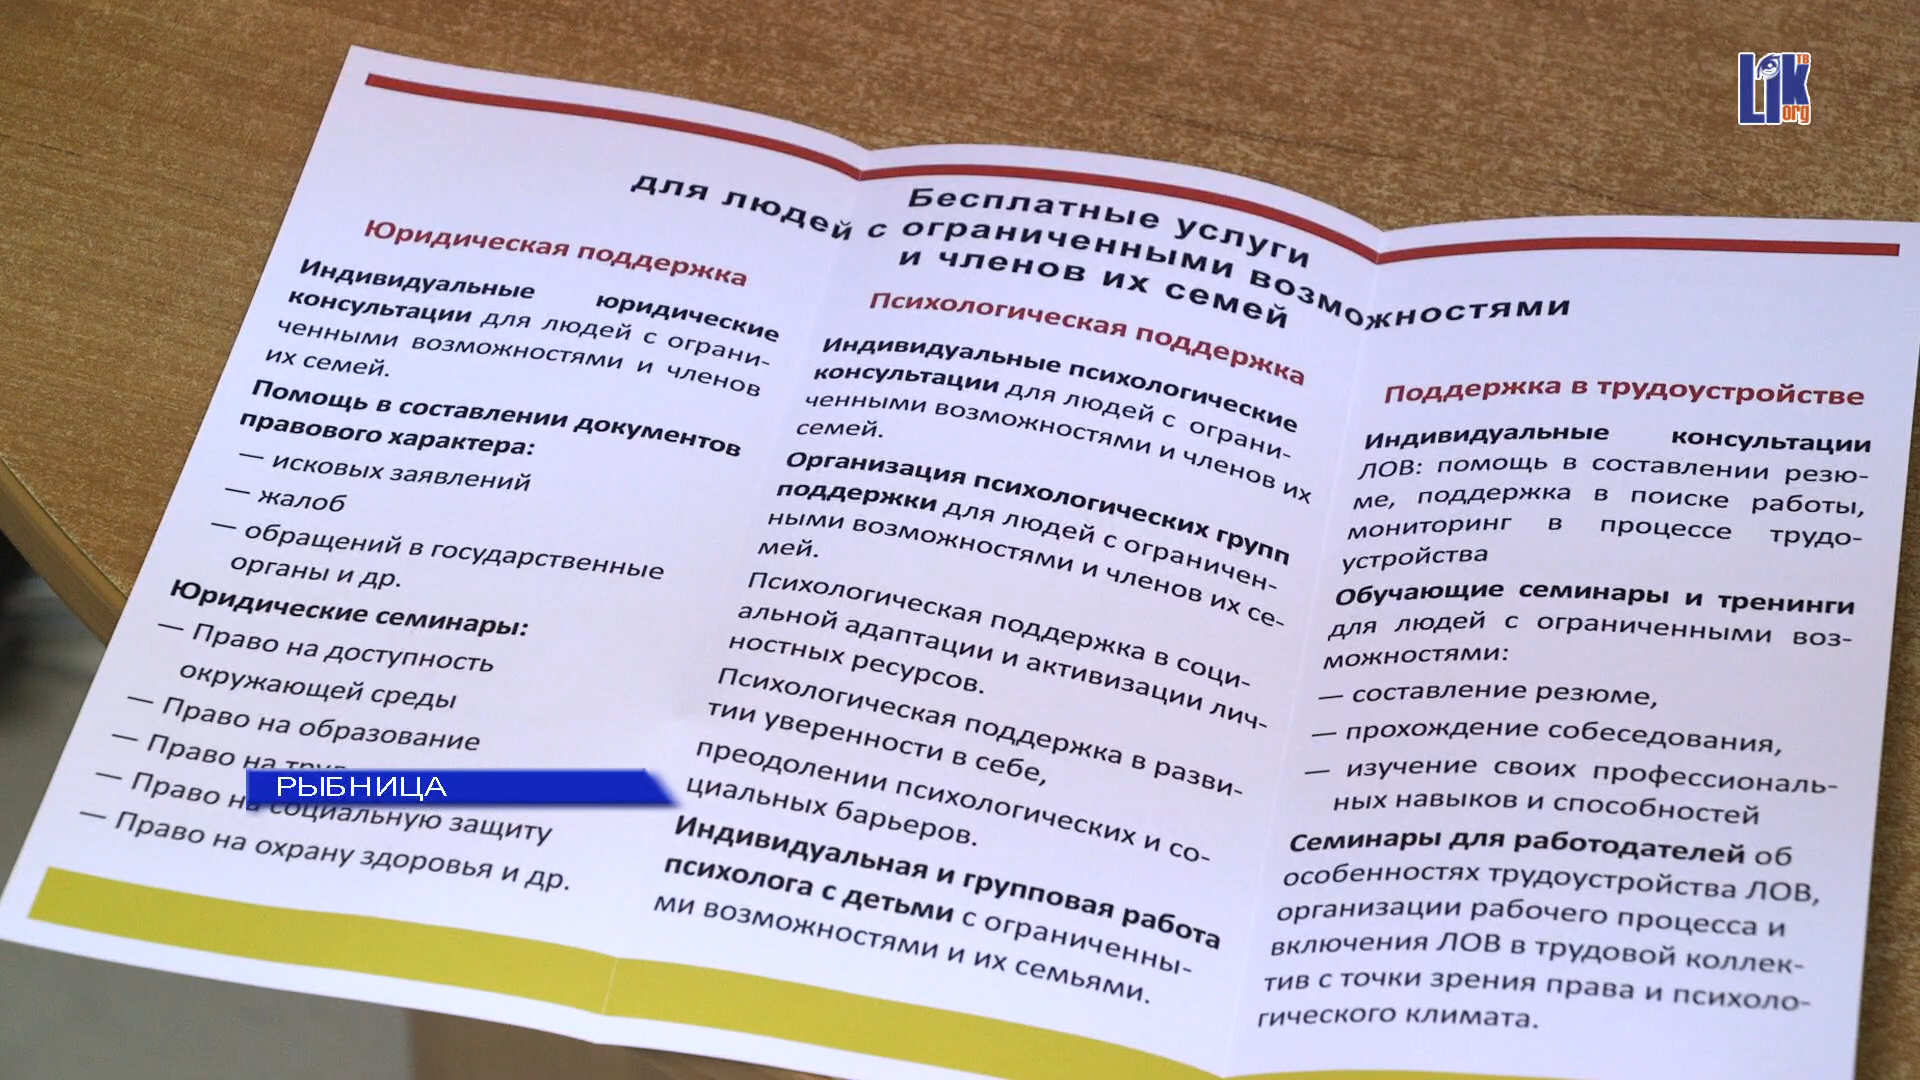 Lik
ТВ
org
Бесплатные услуги
для людей с ограниченными возможностями
и членов их семей
Юридическая поддержка
Индивидуальные юридические
консультации для людей с ограни-
ченными возможностями и членов
их семей.
Помощь в составлении документов
правового характера:
— исковых заявлений
— жалоб
— обращений в государственные
органы и др.
Юридические семинары:
— Право на доступность
окружающей среды
— Право на образование
— Право на труд
— Право на социальную защиту
— Право на охрану здоровья и др.
Психологическая поддержка
Индивидуальные психологические
консультации для людей с ограни-
ченными возможностями и членов их
семей.
Организация психологических групп
поддержки для людей с ограничен-
ными возможностями и членов их се-
мей.
Психологическая поддержка в соци-
альной адаптации и активизации лич-
ностных ресурсов.
Психологическая поддержка в разви-
тии уверенности в себе,
преодолении психологических и со-
циальных барьеров.
Индивидуальная и групповая работа
психолога с детьми с ограниченны-
ми возможностями и их семьями.
Поддержка в трудоустройстве
Индивидуальные консультации
ЛОВ: помощь в составлении резю-
ме, поддержка в поиске работы,
мониторинг в процессе трудо-
устройства
Обучающие семинары и тренинги
для людей с ограниченными воз-
можностями:
— составление резюме,
— прохождение собеседования,
— изучение своих профессиональ-
ных навыков и способностей
Семинары для работодателей об
особенностях трудоустройства ЛОВ,
организации рабочего процесса и
включения ЛОВ в трудовой коллек-
тив с точки зрения права и психоло-
гического климата.
РЫБНИЦА